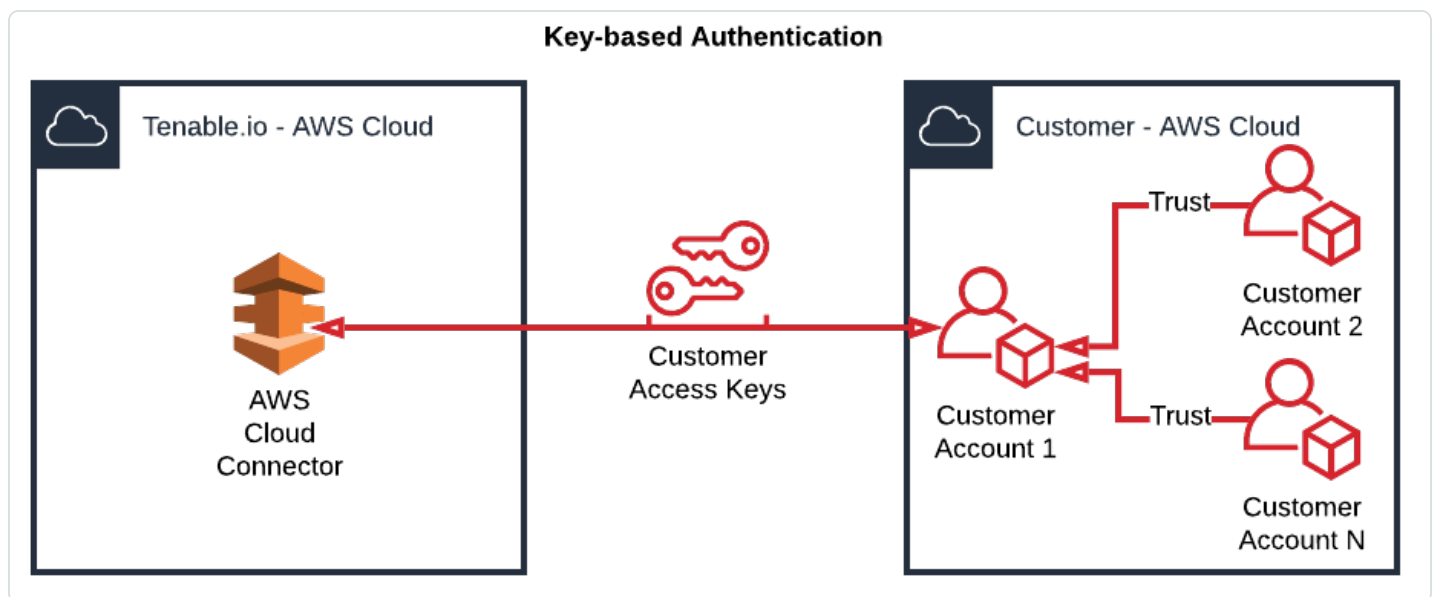 Key-based Authentication
Tenable.io - AWS Cloud
AWS
Cloud
Connector
Customer
Access Keys
Customer - AWS Cloud
Trust
Customer
Account 2
Customer
Account 1
Trust
Customer
Account N